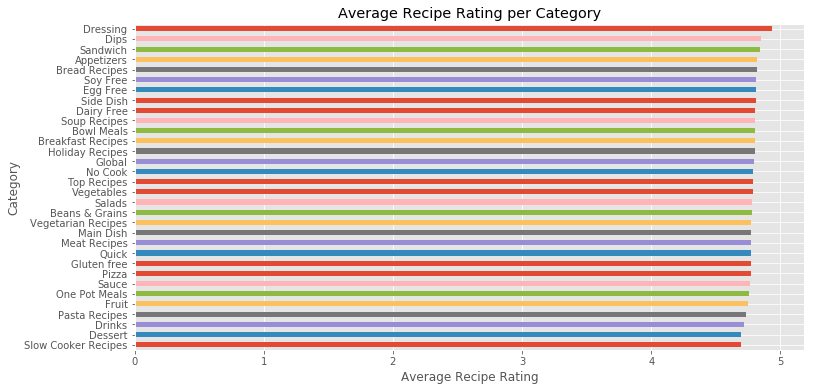 Average Recipe Rating per Category
Dressing
Dips
Sandwich
Appetizers
Bread Recipes
Soy Free
Egg Free
Side Dish
Dairy Free
Soup Recipes
Bowl Meals
Breakfast Recipes
Holiday Recipes
Global
No Cook
Top Recipes
Vegetables
Salads
Beans & Grains
Vegetarian Recipes
Main Dish
Meat Recipes
Quick
Gluten free
Pizza
Sauce
One Pot Meals
Fruit
Pasta Recipes
Drinks
Dessert
Slow Cooker Recipes
Category
0 1 2 3 4 5
Average Recipe Rating